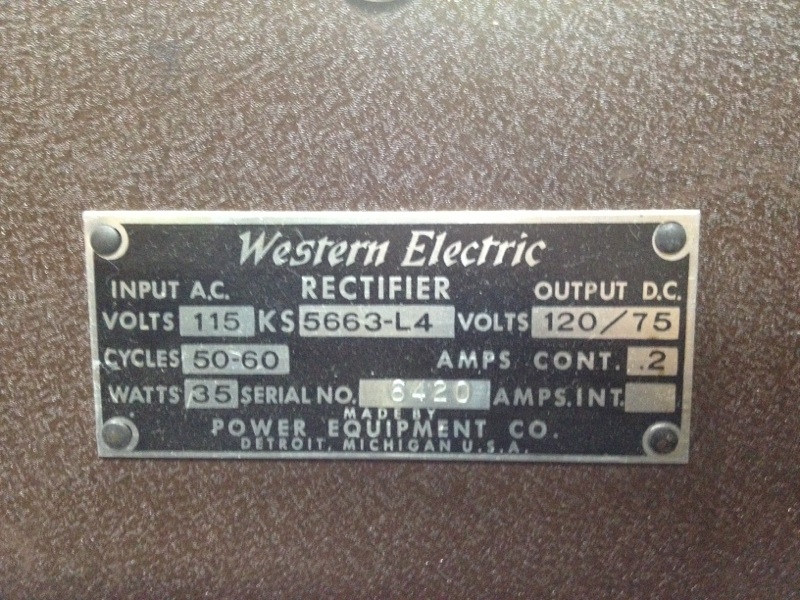 Western Electric
INPUT A.C. RECTIFIER OUTPUT D.C.
VOLTS 115 KS 5663-L4 VOLTS 120/75
CYCLES 50-60 AMPS CONT. .2
WATTS 35 SERIAL NO. 6420 AMPS.INT.
MADE BY
POWER EQUIPMENT CO.
DETROIT, MICHIGAN U.S.A.